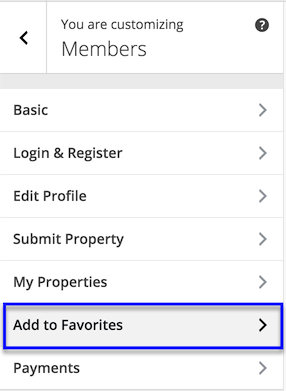 You are customizing
Members
Basic
Login & Register
Edit Profile
Submit Property
My Properties
Add to Favorites
Payments